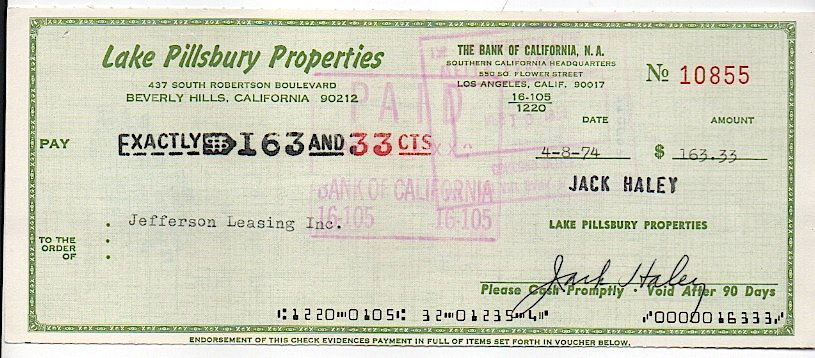 Lake Pillsbury Properties
437 SOUTH ROBERTSON BOULEVARD
BEVERLY HILLS, CALIFORNIA 90212
THE BANK OF CALIFORNIA, N. A.
SOUTHERN CALIFORNIA HEADQUARTERS
550 SO. FLOWER STREET
LOS ANGELES, CALIF. 90017
16-105
1220
No 10855
DATE
AMOUNT
PAY
EXACTLY 163 AND 33 CTS
4-8-74
$ 163.33
PAID
BANK OF CALIFORNIA
16-105 16-105
JACK HALEY
Jefferson Leasing Inc.
LAKE PILLSBURY PROPERTIES
TO THE
ORDER
OF
Jack Haley
Please Cash Promptly · Void After 90 Days
⑆1220⑉0105⑆ 32⑉01235⑉4⑈ ⑈0000016333⑈
ENDORSEMENT OF THIS CHECK EVIDENCES PAYMENT IN FULL OF ITEMS SET FORTH IN VOUCHER BELOW.